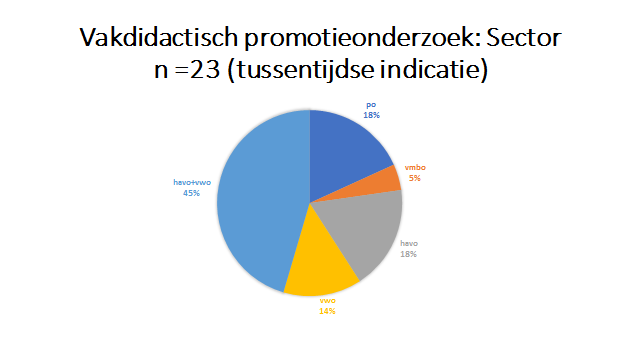 Vakdidactisch promotieonderzoek: Sector
n =23 (tussentijdse indicatie)
po
18%
vmbo
5%
havo
18%
vwo
14%
havo+vwo
45%